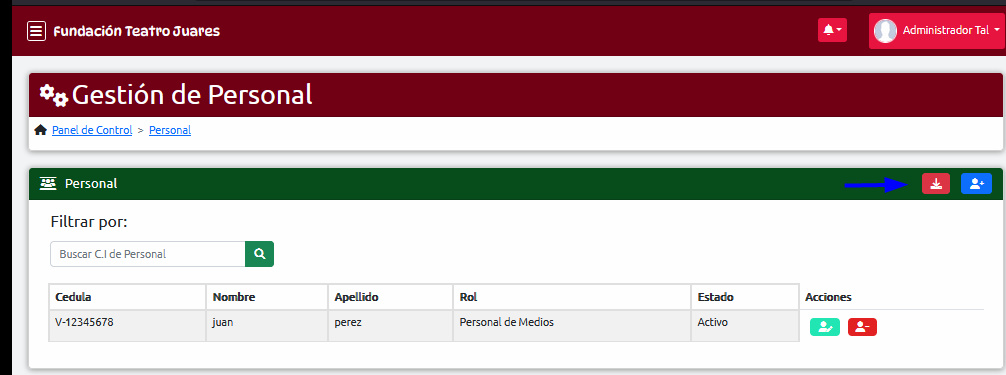 Fundación Teatro Juares
Administrador Tal
Gestión de Personal
Panel de Control > Personal
Personal
Filtrar por:
Buscar C.I de Personal
Cedula Nombre Apellido Rol Estado Acciones
V-12345678 juan perez Personal de Medios Activo